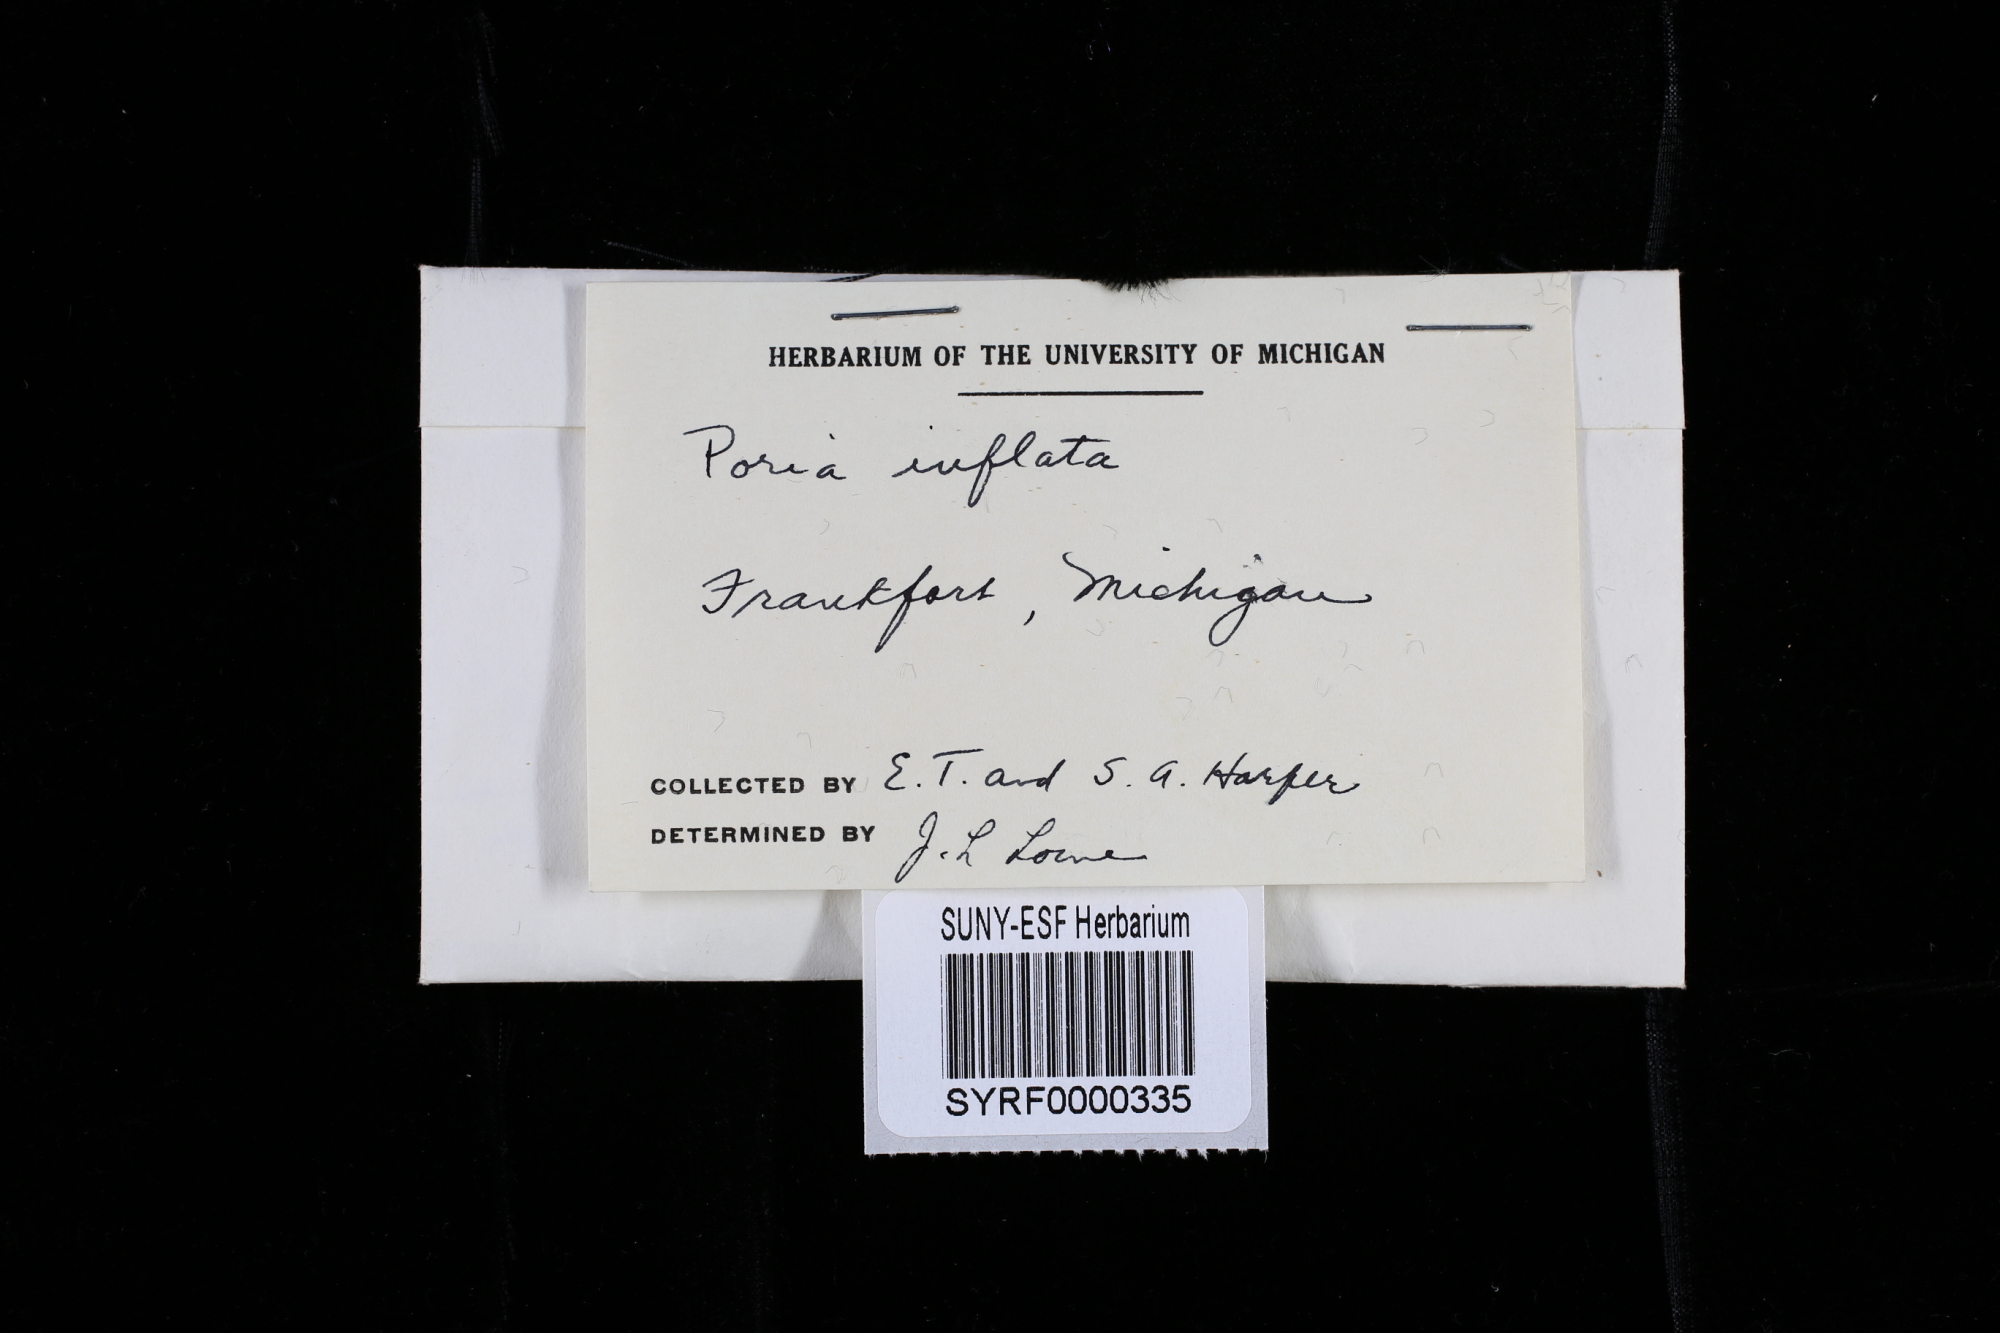 HERBARIUM OF THE UNIVERSITY OF MICHIGAN
Poria inflata
Frankfort, Michigan
COLLECTED BY E. T. and S. A. Harper
DETERMINED BY J. L Lowe
SUNY-ESF Herbarium
SYRF0000335